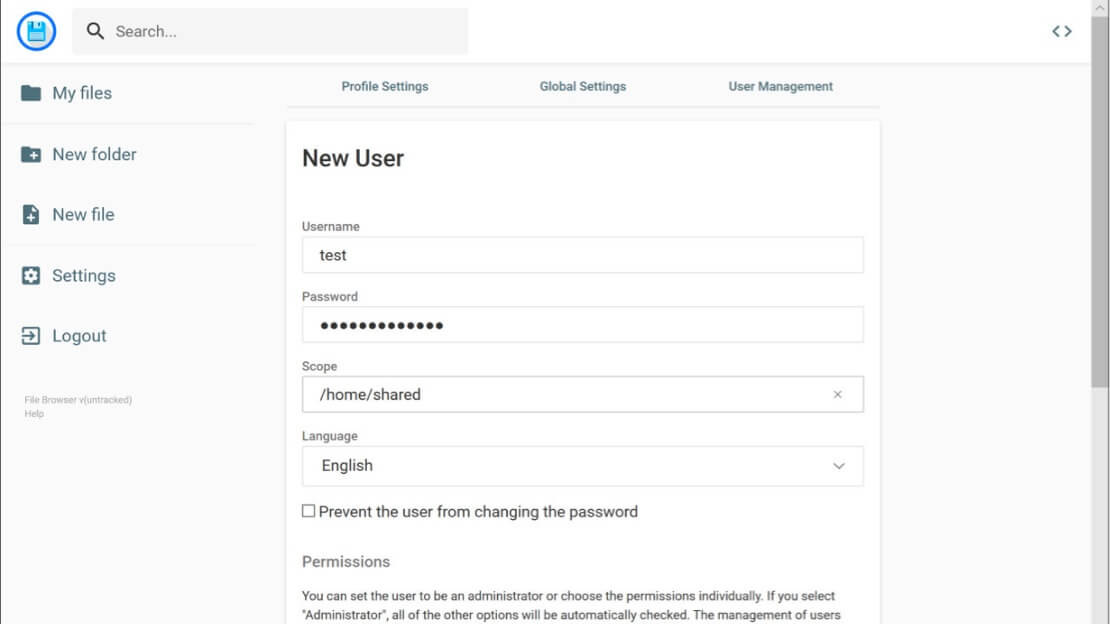 Search...
My files
New folder
New file
Settings
Logout
File Browser v(untracked)
Help
Profile Settings
Global Settings
User Management
New User
Username
test
Password
●●●●●●●●●●●●●
Scope
/home/shared
Language
English
Prevent the user from changing the password
Permissions
You can set the user to be an administrator or choose the permissions individually. If you select
"Administrator", all of the other options will be automatically checked. The management of users